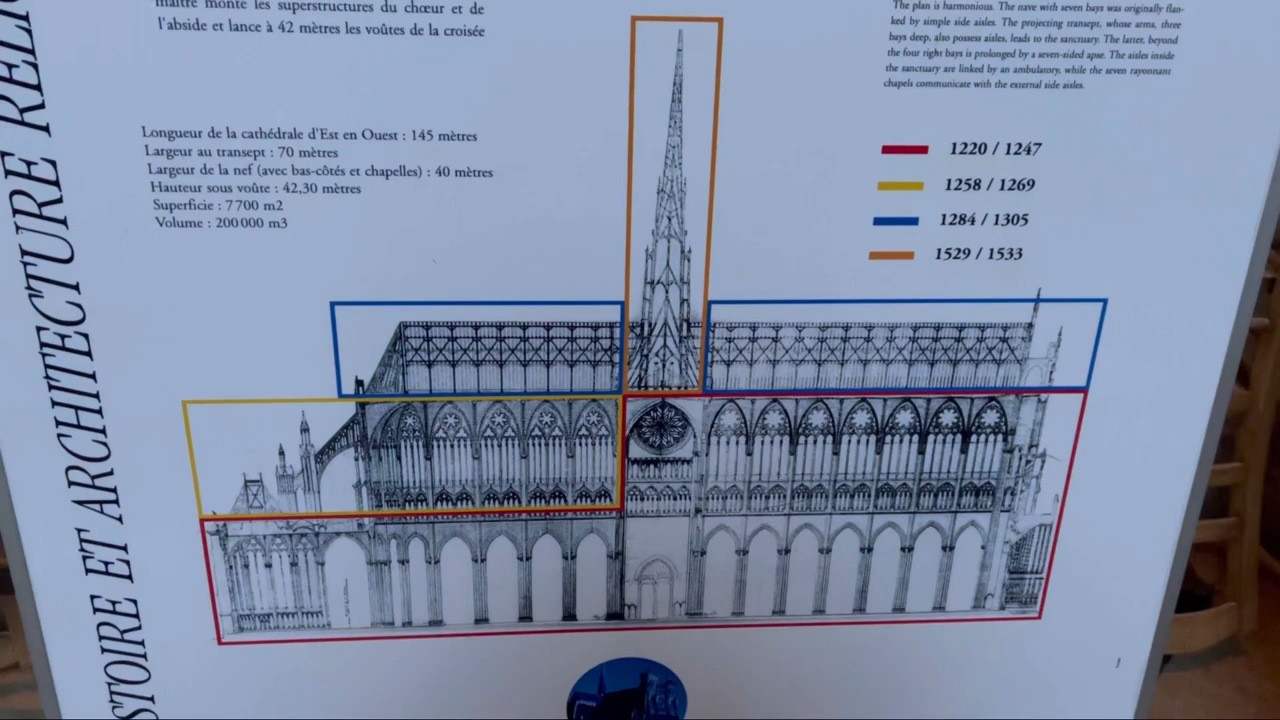 maître monte les superstructures du chœur et de
l'abside et lance à 42 mètres les voûtes de la croisée
The plan is harmonious. The nave with seven bays was originally flan-
ked by simple side aisles. The projecting transept, whose arms, three
bays deep, also possess aisles, leads to the sanctuary. The latter, beyond
the four right bays is prolonged by a seven-sided apse. The aisles inside
the sanctuary are linked by an ambulatory, while the seven rayonnant
chapels communicate with the external side aisles.
Longueur de la cathédrale d'Est en Ouest : 145 mètres
Largeur au transept : 70 mètres
Largeur de la nef (avec bas-côtés et chapelles) : 40 mètres
Hauteur sous voûte : 42,30 mètres
Superficie : 7700 m2
Volume : 200000 m3
1220 / 1247
1258 / 1269
1284 / 1305
1529 / 1533
STOIRE ET ARCHITECTURE RELI